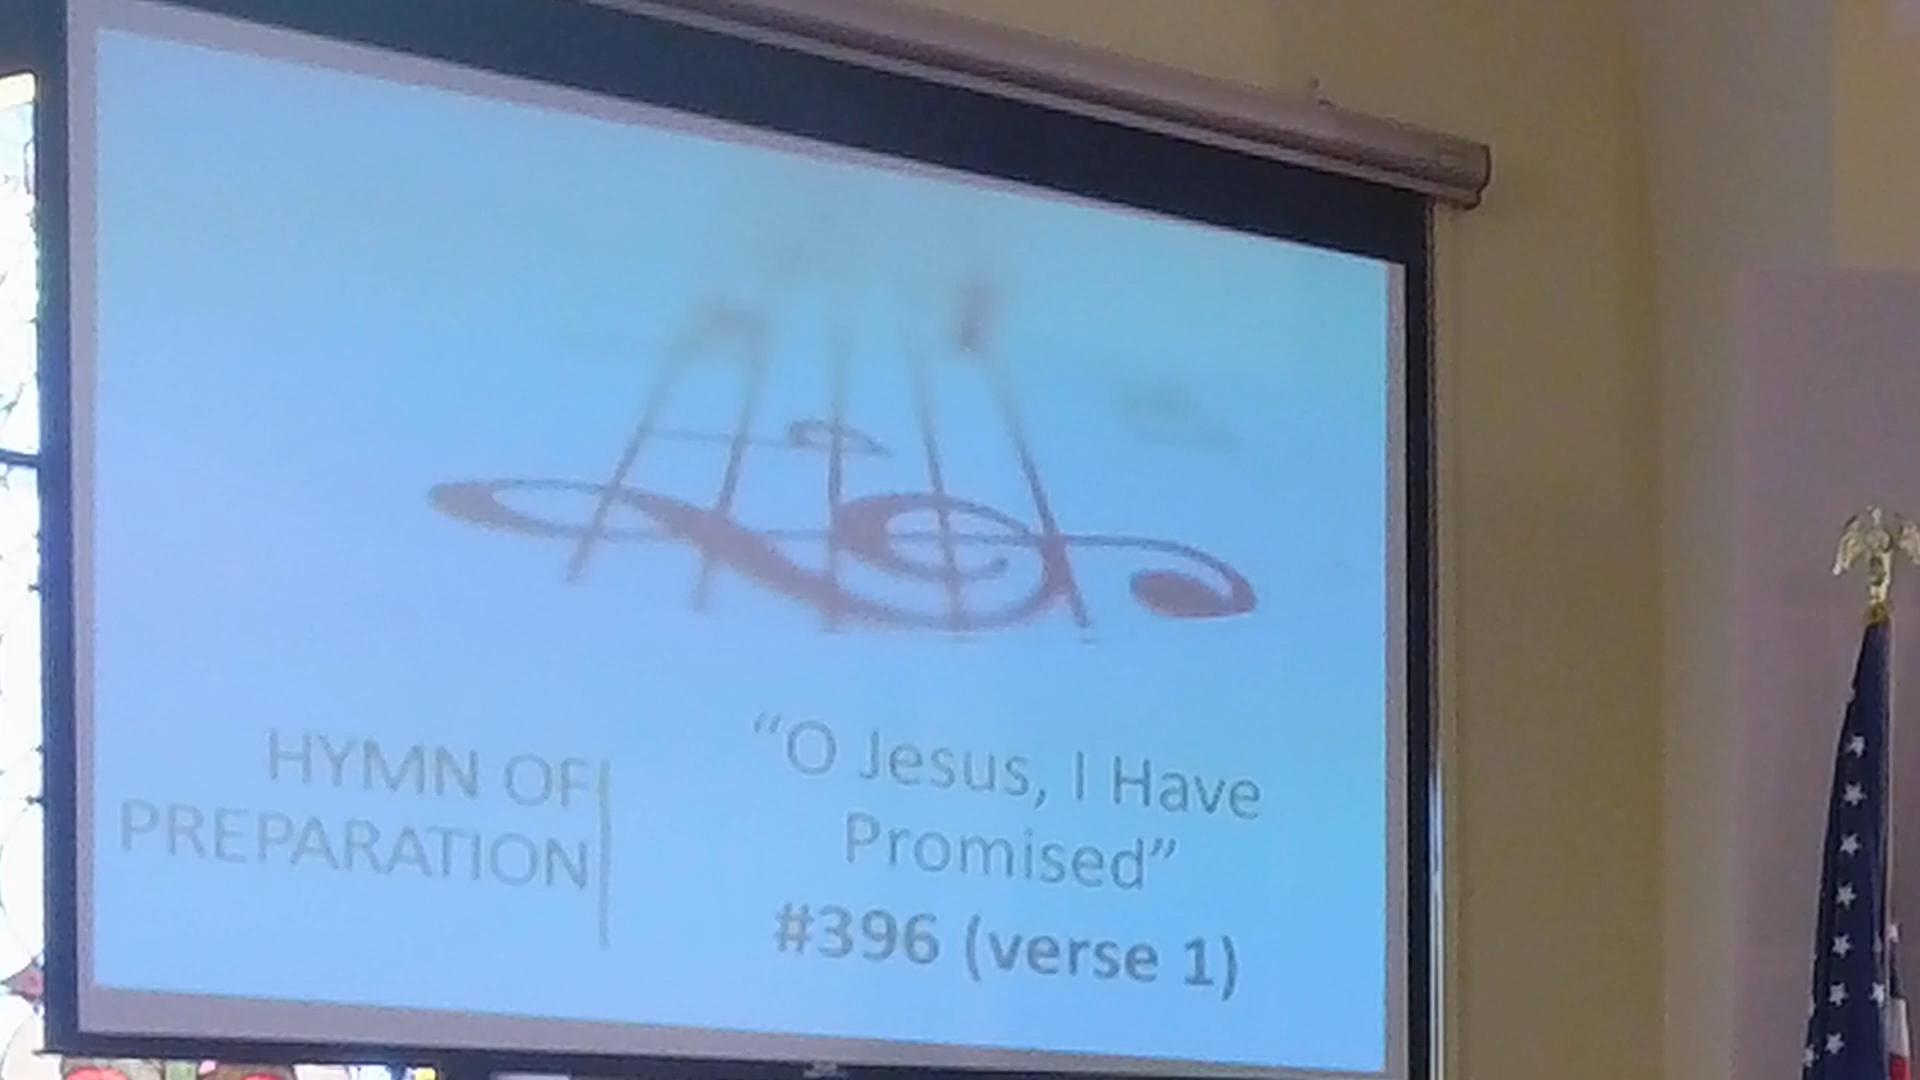 HYMN OF
PREPARATION
“O Jesus, I Have
Promised”
#396 (verse 1)